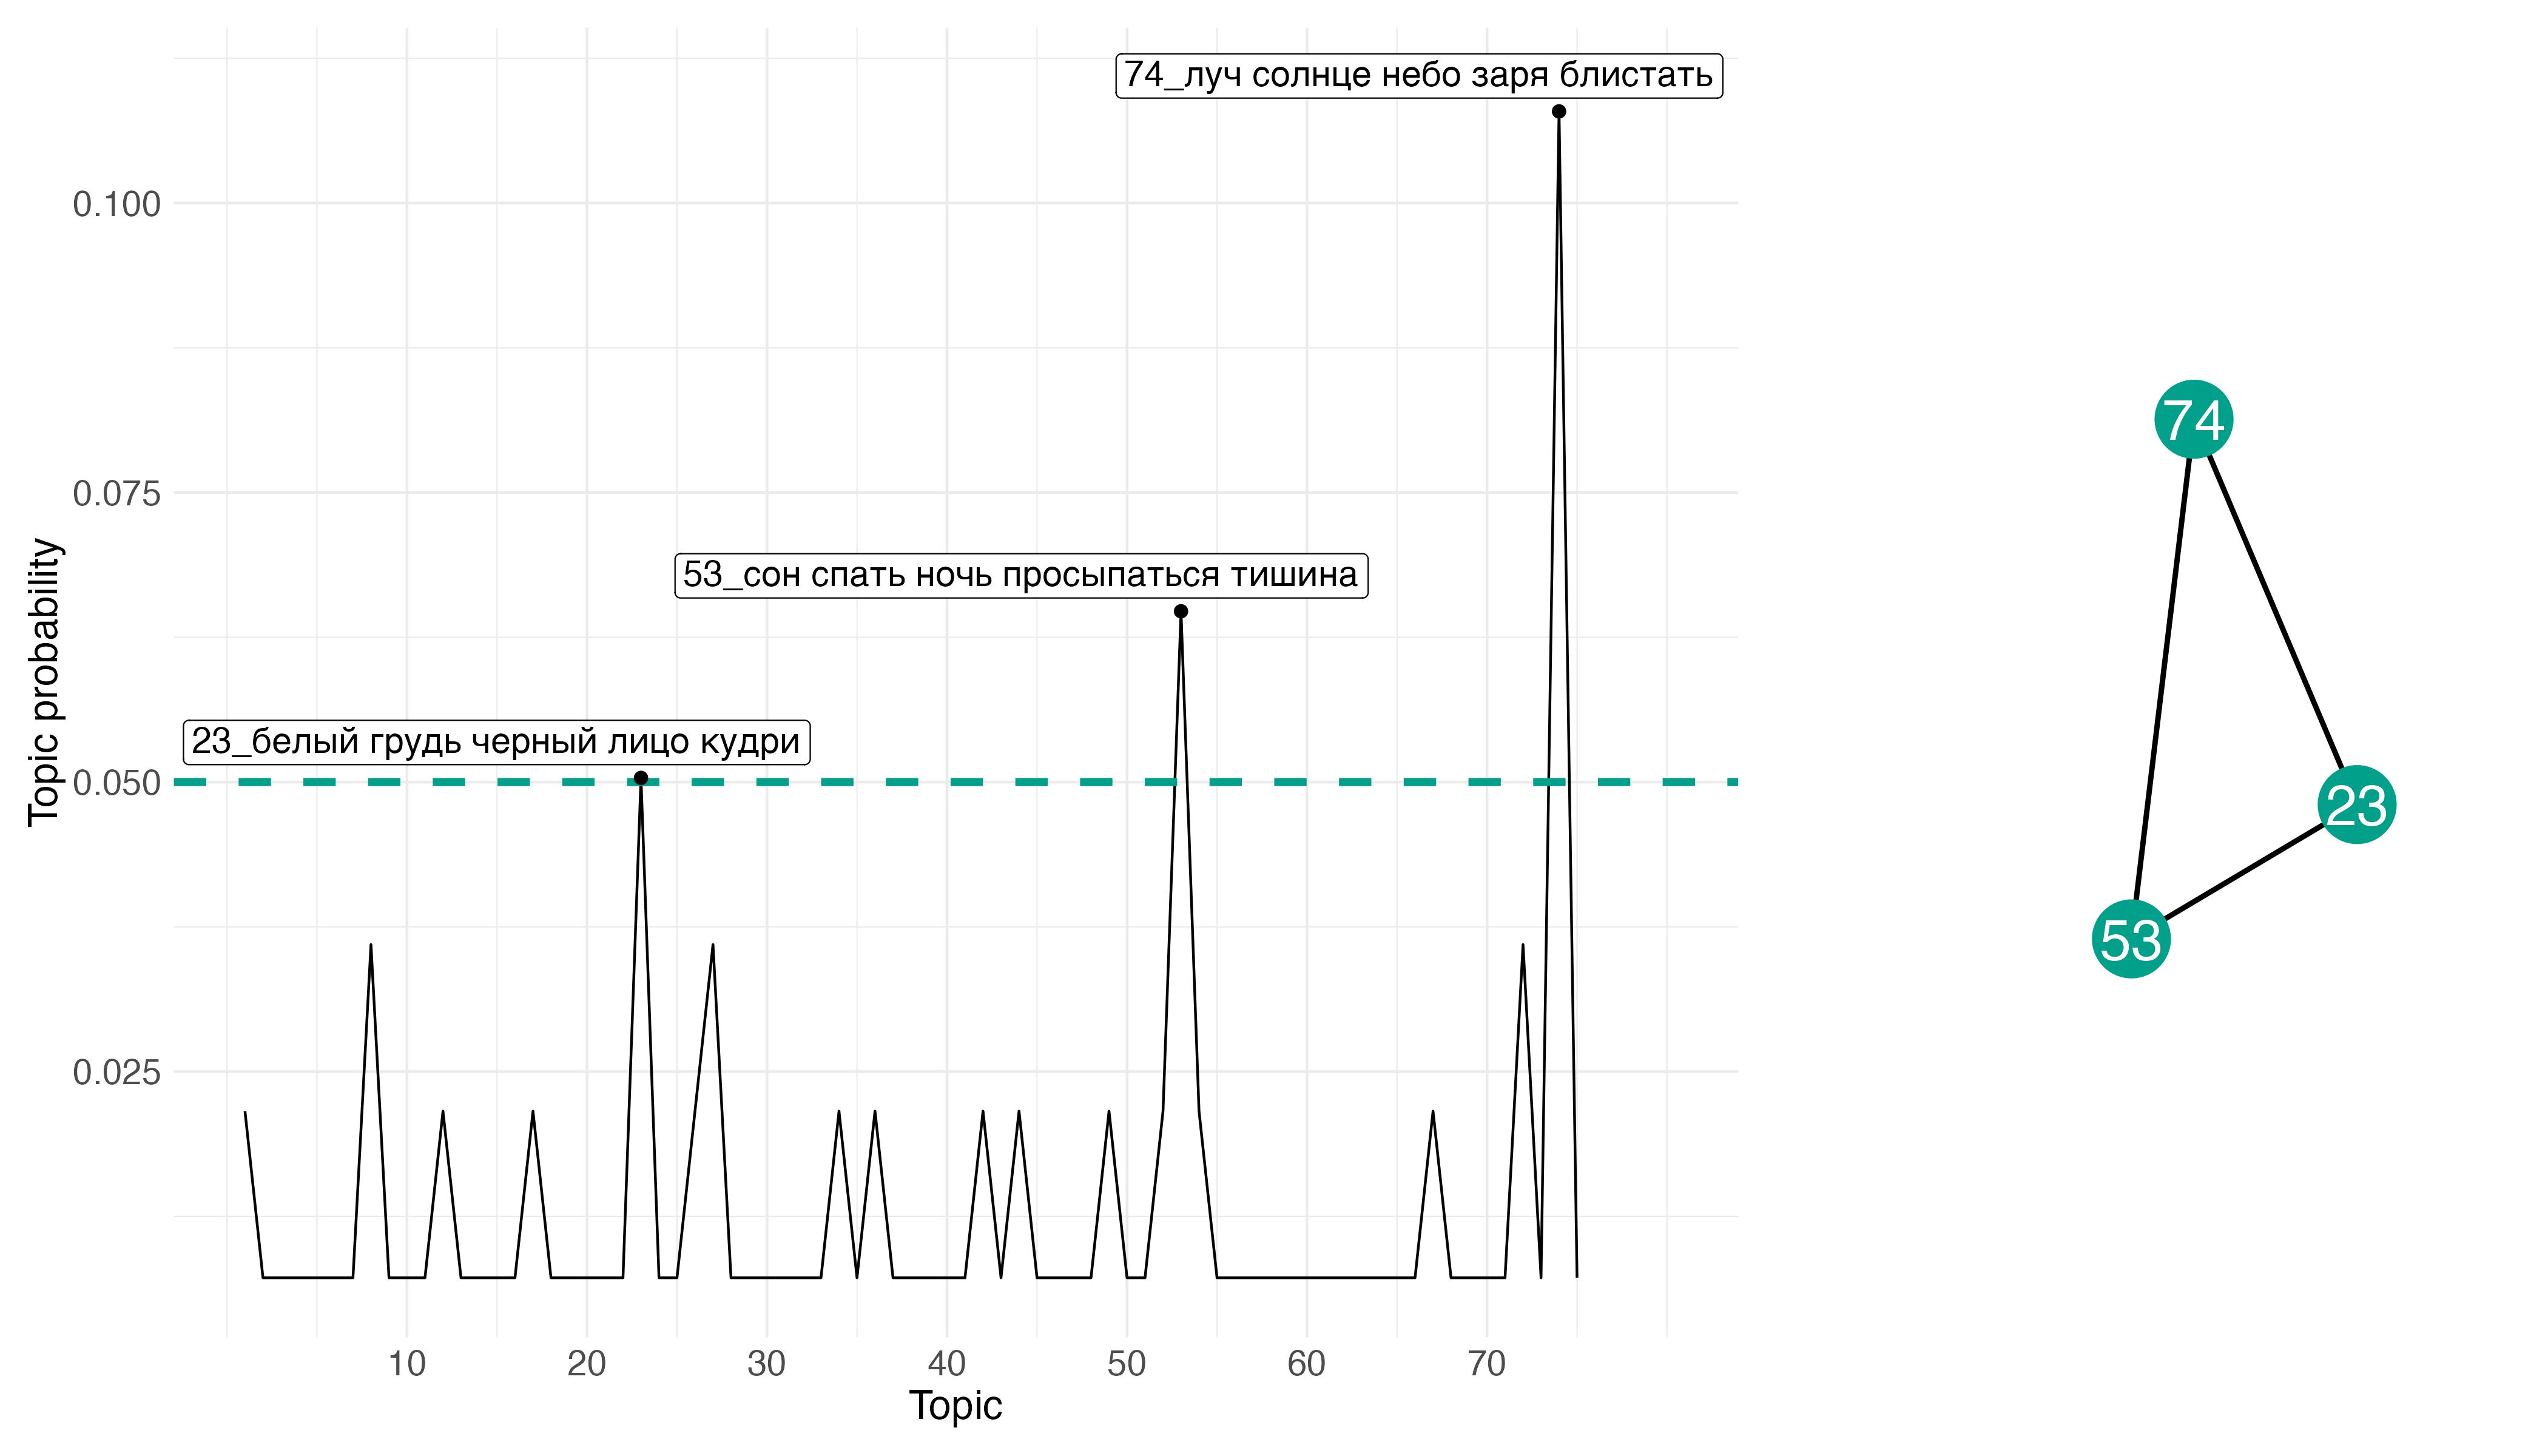 74_луч солнце небо заря блистать
0.100
0.075
53_сон спать ночь просыпаться тишина
23_белый грудь черный лицо кудри
0.050
0.025
Topic probability
10 20 30 40 50 60 70
Topic
74
23
53